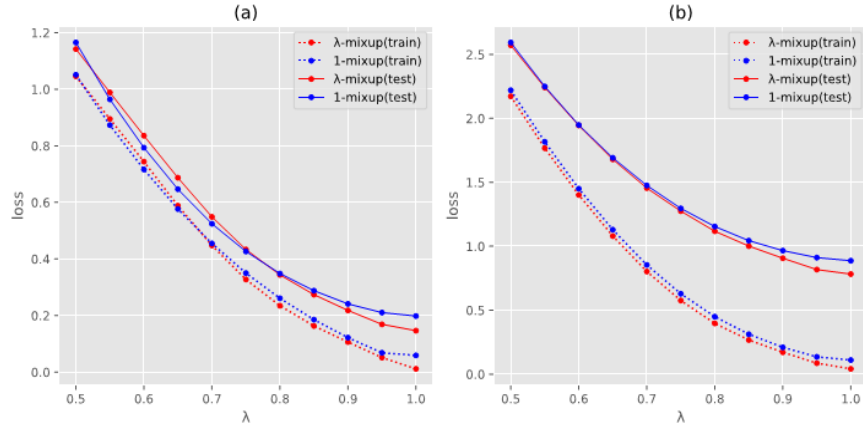 (a)
1.2
1.0
0.8
0.6
0.4
0.2
0.0
loss
0.5 0.6 0.7 0.8 0.9 1.0
λ
λ-mixup(train)
1-mixup(train)
λ-mixup(test)
1-mixup(test)
(b)
2.5
2.0
1.5
1.0
0.5
0.0
loss
0.5 0.6 0.7 0.8 0.9 1.0
λ
λ-mixup(train)
1-mixup(train)
λ-mixup(test)
1-mixup(test)